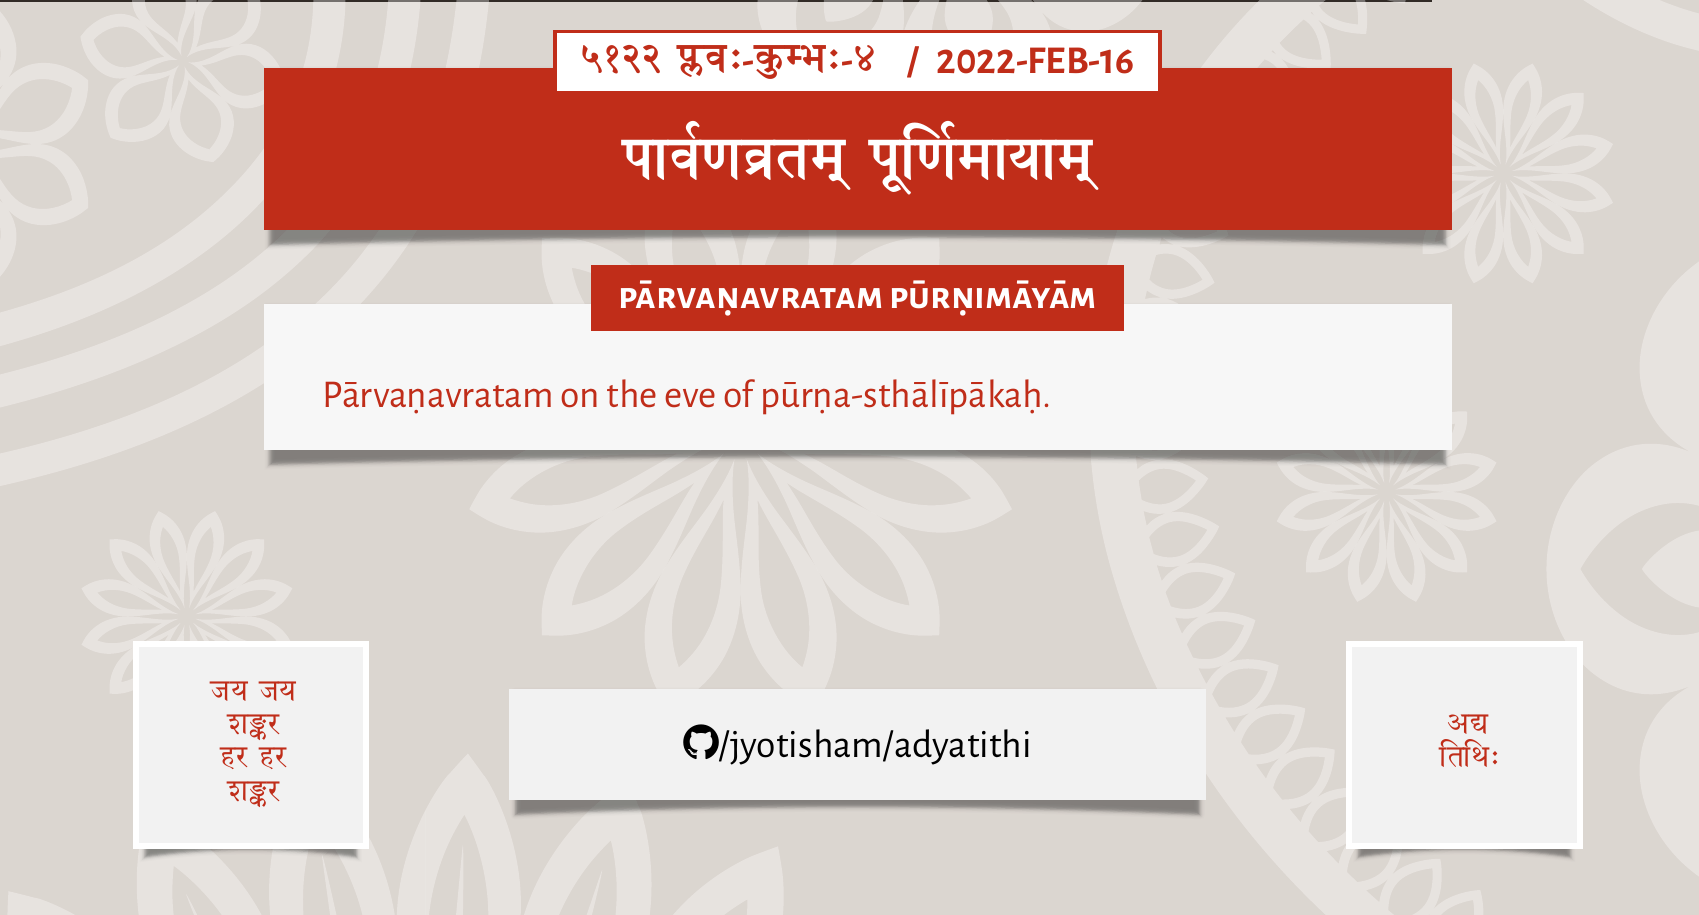 ५१२२ प्लवः-कुम्भः-४ / 2022-FEB-16
पार्वणव्रतम् पूर्णिमायाम्
PĀRVAṆAVRATAM PŪRṆIMĀYĀM
Pārvaṇavratam on the eve of pūrṇa-sthālīpākaḥ.
जय जय
शङ्कर
हर हर
शङ्कर
/jyotisham/adyatithi
अद्य
तिथिः